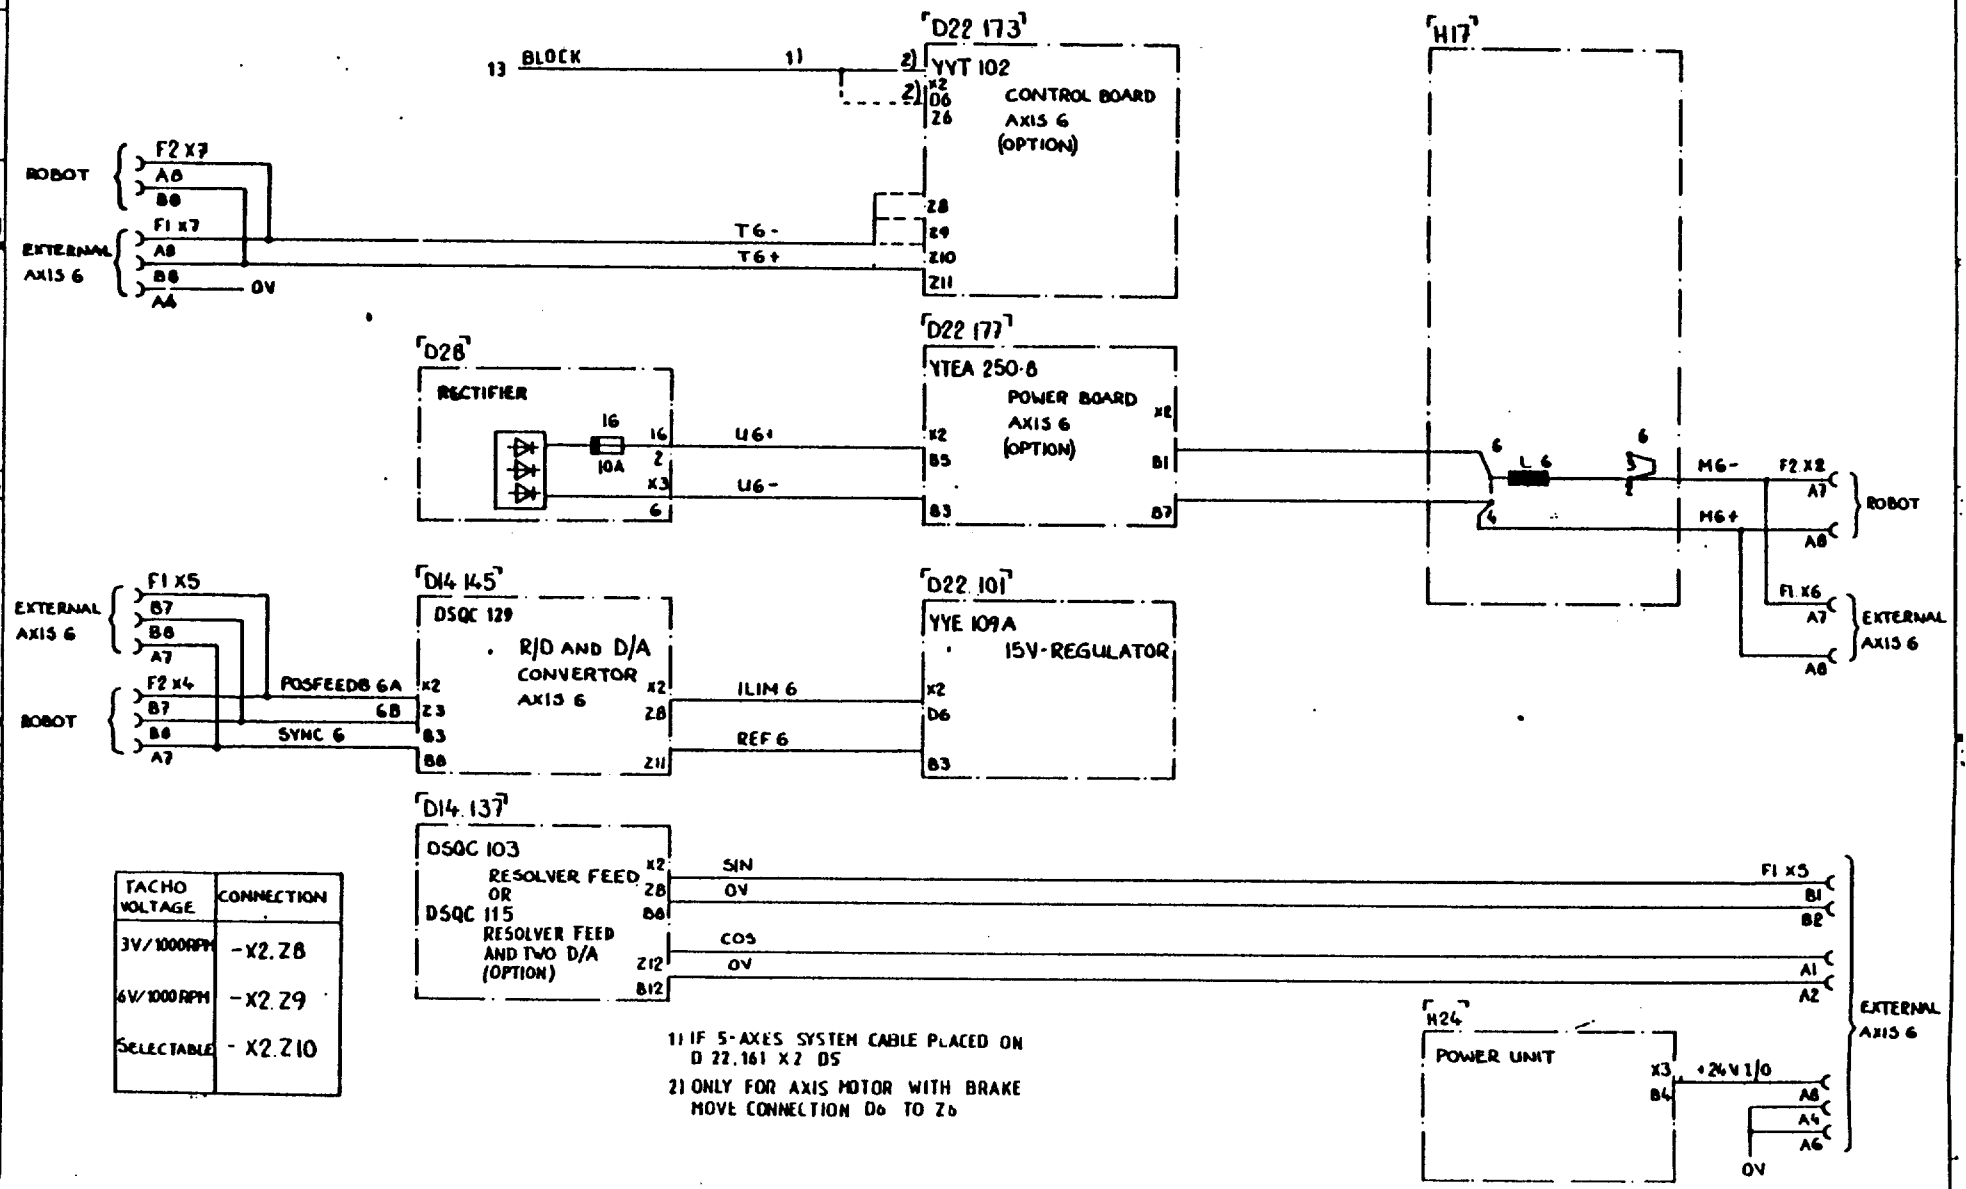 D22 173
H17
13 BLOCK 1) 2) YYT 102
X2
2) D6
Z6
CONTROL BOARD
AXIS 6
(OPTION)
ROBOT
F2 X7
A8
B8
EXTERNAL
AXIS 6
F1 X7
A8
B8
A4
0V
T6-
T6+
Z8
Z9
Z10
Z11
D28
RECTIFIER
16
10A
16
2
X3
6
U6+
U6-
D22 177
YTEA 250-8
POWER BOARD
AXIS 6
(OPTION)
X2
B5
B3
X2
B1
B7
6
L 6
6
3
2
4
M6-
M6+
F2.X2
A7
A8
ROBOT
F1.X6
A7
A8
EXTERNAL
AXIS 6
EXTERNAL
AXIS 6
F1 X5
B7
B8
A7
ROBOT
F2 X4
B7
B8
A7
POSFEEDB 6A
6B
SYNC 6
D14 145
DSQC 129
R/D AND D/A
CONVERTOR
AXIS 6
X2
Z3
B3
B8
X2
Z8
Z11
ILIM 6
REF 6
D22.101
YYE 109A
15V-REGULATOR
X2
D6
B3
D14.137
DSQC 103
RESOLVER FEED
OR
DSQC 115
RESOLVER FEED
AND TWO D/A
(OPTION)
X2
Z8
B8
Z12
B12
SIN
0V
COS
0V
F1 X5
B1
B2
A1
A2
EXTERNAL
AXIS 6
TACHO VOLTAGE CONNECTION
3V/1000RPM -X2.Z8
6V/1000RPM -X2.Z9
SELECTABLE -X2.Z10
1) IF 5-AXES SYSTEM CABLE PLACED ON
D 22.161 X2 D5
2) ONLY FOR AXIS MOTOR WITH BRAKE
MOVE CONNECTION D6 TO Z6
H24
POWER UNIT
X3
B4
+24V I/O
A8
A4
A6
0V